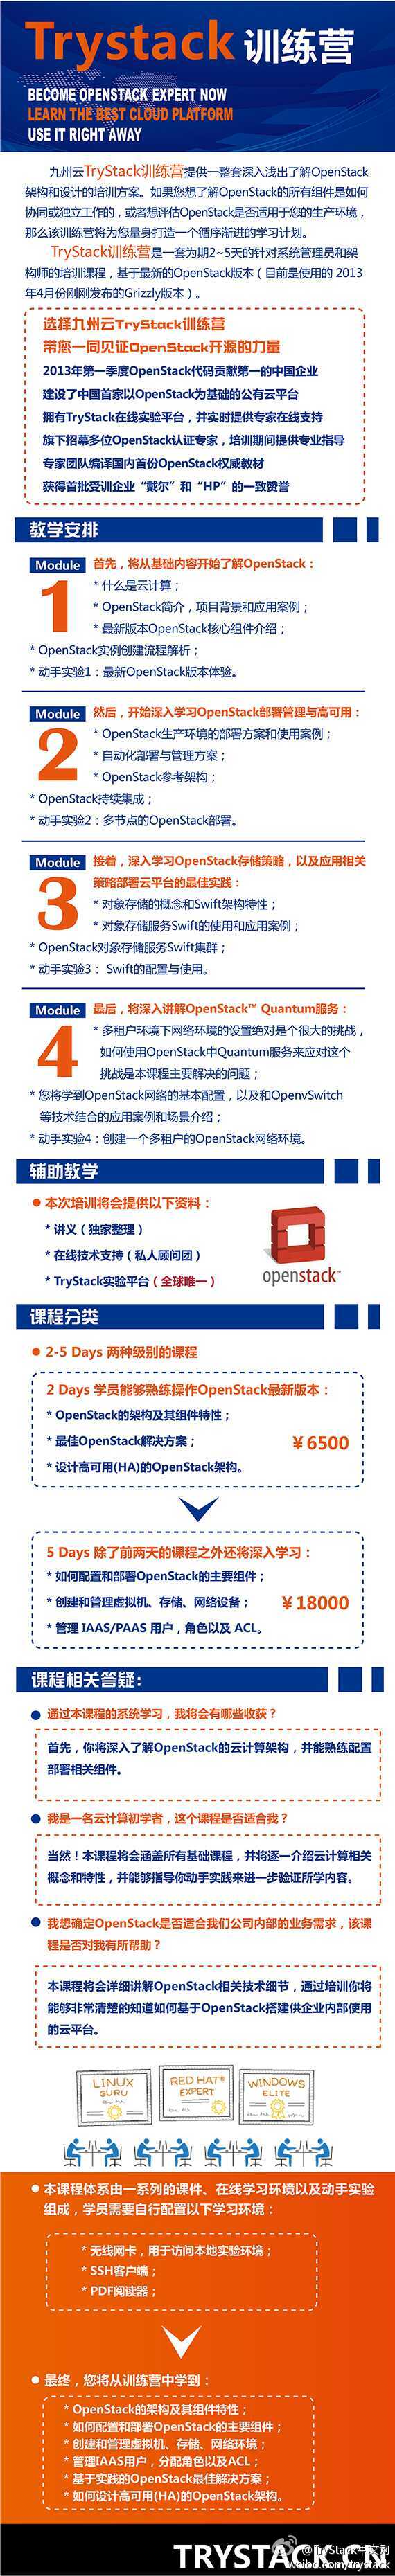 Trystack 训练营
BECOME OPENSTACK EXPERT NOW
LEARN THE BEST CLOUD PLATFORM
USE IT RIGHT AWAY
九州云TryStack训练营提供一整套深入浅出了解OpenStack
架构和设计的培训方案。如果您想了解OpenStack的所有组件是如何
协同或独立工作的，或者想评估OpenStack是否适用于您的生产环境，
那么该训练营将为您量身打造一个循序渐进的学习计划。
TryStack训练营是一套为期2~5天的针对系统管理员和架
构师的培训课程，基于最新的OpenStack版本（目前是使用的 2013
年4月份刚刚发布的Grizzly版本）。
选择九州云TryStack训练营
带您一同见证OpenStack开源的力量
2013年第一季度OpenStack代码贡献第一的中国企业
建设了中国首家以OpenStack为基础的公有云平台
拥有TryStack在线实验平台，并实时提供专家在线支持
旗下招募多位OpenStack认证专家，培训期间提供专业指导
专家团队编译国内首份OpenStack权威教材
获得首批受训企业“戴尔”和“HP”的一致赞誉
教学安排
Module 1
首先，将从基础内容开始了解OpenStack：
* 什么是云计算；
* OpenStack简介，项目背景和应用案例；
* 最新版本OpenStack核心组件介绍；
* OpenStack实例创建流程解析；
* 动手实验1：最新OpenStack版本体验。
Module 2
然后，开始深入学习OpenStack部署管理与高可用：
* OpenStack生产环境的部署方案和使用案例；
* 自动化部署与管理方案；
* OpenStack参考架构；
* OpenStack持续集成；
* 动手实验2：多节点的OpenStack部署。
Module 3
接着，深入学习OpenStack存储策略，以及应用相关
策略部署云平台的最佳实践：
* 对象存储的概念和Swift架构特性；
* 对象存储服务Swift的使用和应用案例；
* OpenStack对象存储服务Swift集群；
* 动手实验3： Swift的配置与使用。
Module 4
最后，将深入讲解OpenStack™ Quantum服务：
* 多租户环境下网络环境的设置绝对是个很大的挑战，
如何使用OpenStack中Quantum服务来应对这个
挑战是本课程主要解决的问题；
* 您将学到OpenStack网络的基本配置，以及和OpenvSwitch
等技术结合的应用案例和场景介绍；
* 动手实验4：创建一个多租户的OpenStack网络环境。
辅助教学
● 本次培训将会提供以下资料：
* 讲义（独家整理）
* 在线技术支持（私人顾问团）
* TryStack实验平台（全球唯一）
openstack™
课程分类
● 2-5 Days 两种级别的课程
2 Days 学员能够熟练操作OpenStack最新版本：
* OpenStack的架构及其组件特性；
* 最佳OpenStack解决方案；
￥6500
* 设计高可用(HA)的OpenStack架构。
5 Days 除了前两天的课程之外还将深入学习：
* 如何配置和部署OpenStack的主要组件；
* 创建和管理虚拟机、存储、网络设备；
￥18000
* 管理 IAAS/PAAS 用户，角色以及 ACL。
课程相关答疑：
● 通过本课程的系统学习，我将会有哪些收获？
首先，你将深入了解OpenStack的云计算架构，并能熟练配置
部署相关组件。
● 我是一名云计算初学者，这个课程是否适合我？
当然！本课程将会涵盖所有基础课程，并将逐一介绍云计算相关
概念和特性，并能够指导你动手实践来进一步验证所学内容。
● 我想确定OpenStack是否适合我们公司内部的业务需求，该课
程是否对我有所帮助？
本课程将会详细讲解OpenStack相关技术细节，通过培训你将
能够非常清楚的知道如何基于OpenStack搭建供企业内部使用
的云平台。
LINUX
GURU
RED HAT®
EXPERT
WINDOWS
ELITE
● 本课程体系由一系列的课件、在线学习环境以及动手实验
组成，学员需要自行配置以下学习环境：
* 无线网卡，用于访问本地实验环境；
* SSH客户端；
* PDF阅读器；
● 最终，您将从训练营中学到：
* OpenStack的架构及其组件特性；
* 如何配置和部署OpenStack的主要组件；
* 创建和管理虚拟机、存储、网络环境；
* 管理IAAS用户，分配角色以及ACL；
* 基于实践的OpenStack最佳解决方案；
* 如何设计高可用(HA)的OpenStack架构。
@TryStack中文网
weibo.com/trystack
TRYSTACK.CN